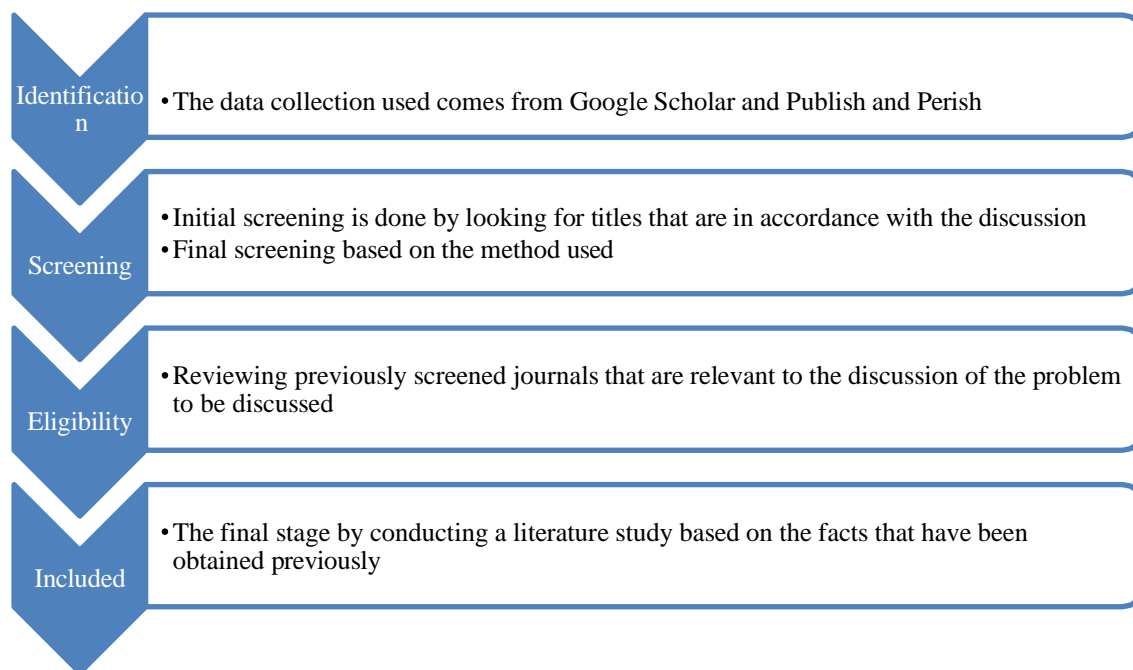 Identificatio
n
•The data collection used comes from Google Scholar and Publish and Perish
Screening
•Initial screening is done by looking for titles that are in accordance with the discussion
•Final screening based on the method used
Eligibility
•Reviewing previously screened journals that are relevant to the discussion of the problem
to be discussed
Included
•The final stage by conducting a literature study based on the facts that have been
obtained previously